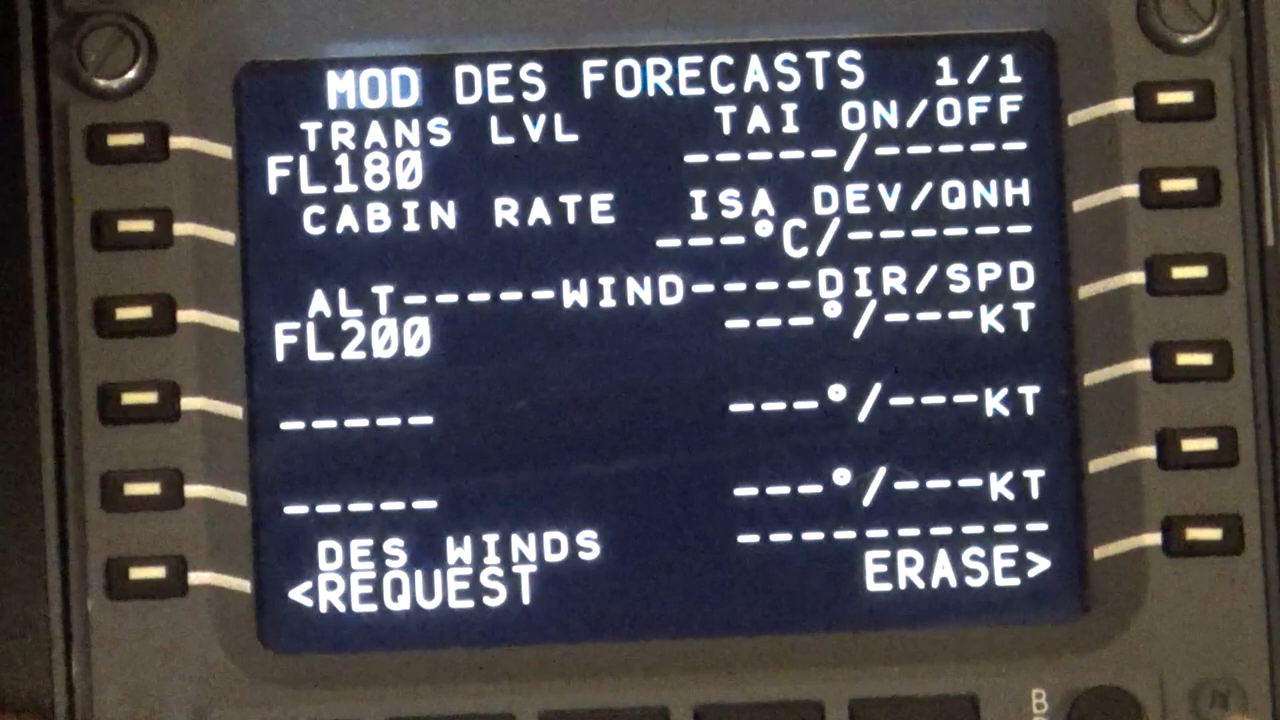 MOD DES FORECASTS 1/1
TRANS LVL TAI ON/OFF
FL180 -----/-----
CABIN RATE ISA DEV/QNH
---°C/------
ALT-----WIND----DIR/SPD
FL200 ---°/---KT
----- ---°/---KT
----- ---°/---KT
DES WINDS ----------
<REQUEST ERASE>
B